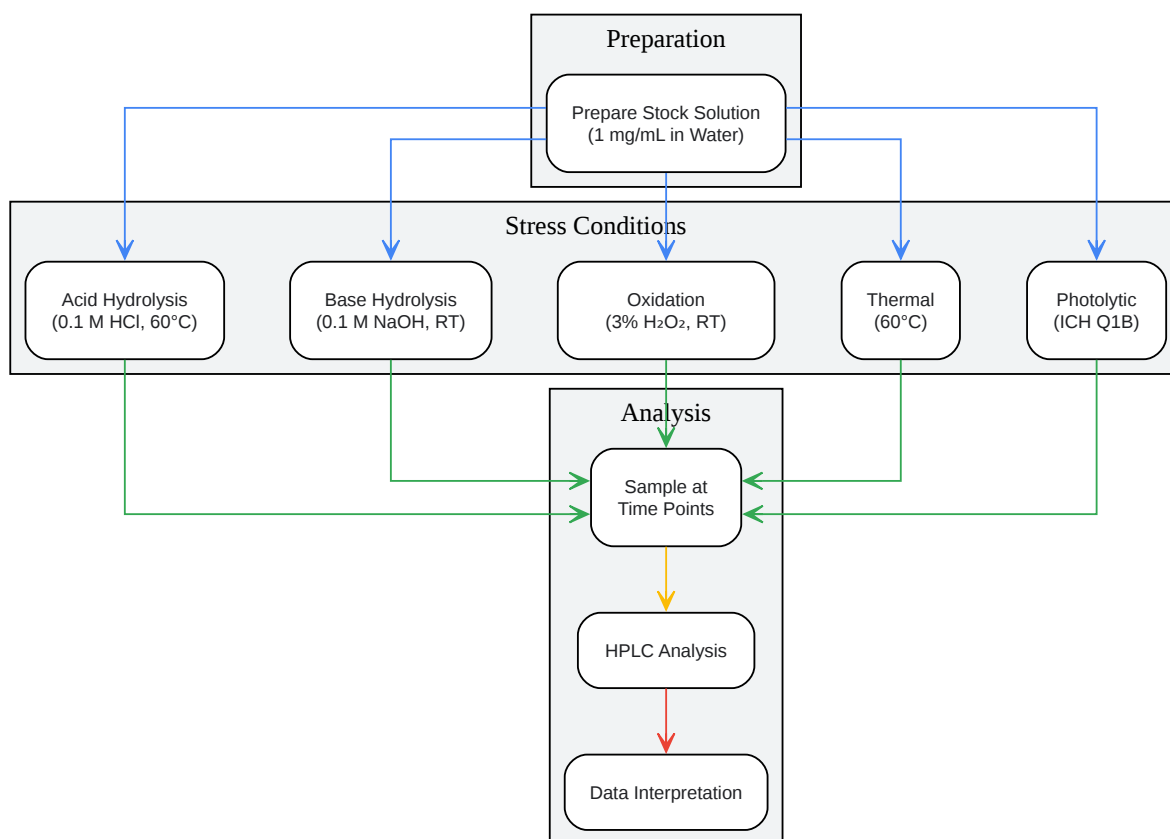 Preparation
Prepare Stock Solution
(1 mg/mL in Water)
Stress Conditions
Acid Hydrolysis
(0.1 M HCl, 60°C)
Base Hydrolysis
(0.1 M NaOH, RT)
Oxidation
(3% H₂O₂, RT)
Thermal
(60°C)
Photolytic
(ICH Q1B)
Analysis
Sample at
Time Points
HPLC Analysis
Data Interpretation